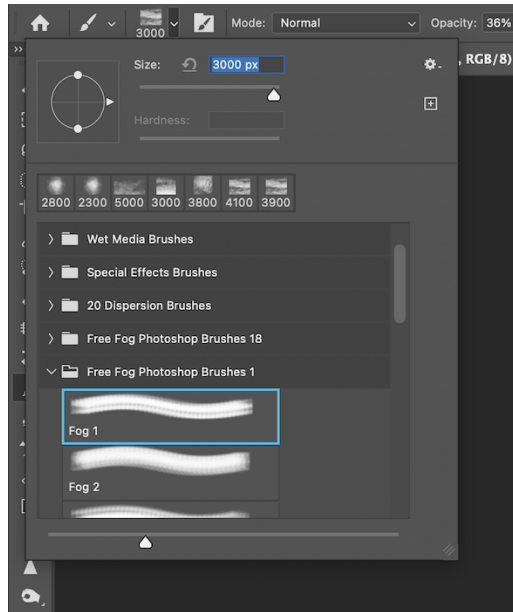 3000
Mode: Normal
Opacity: 36%
, RGB/8)
Size: 3000 px
Hardness:
2800 2300 5000 3000 3800 4100 3900
Wet Media Brushes
Special Effects Brushes
20 Dispersion Brushes
Free Fog Photoshop Brushes 18
Free Fog Photoshop Brushes 1
Fog 1
Fog 2